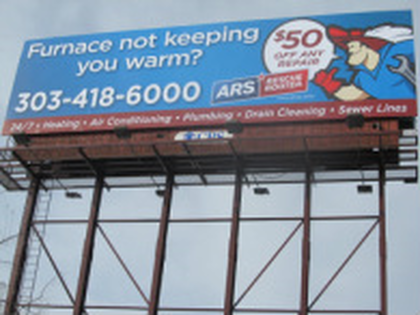 Furnace not keeping
you warm?
$50
OFF ANY
REPAIR
303-418-6000
ARS
RESCUE
ROOTER
24/7 • Heating • Air Conditioning • Plumbing • Drain Cleaning • Sewer Lines
CBS